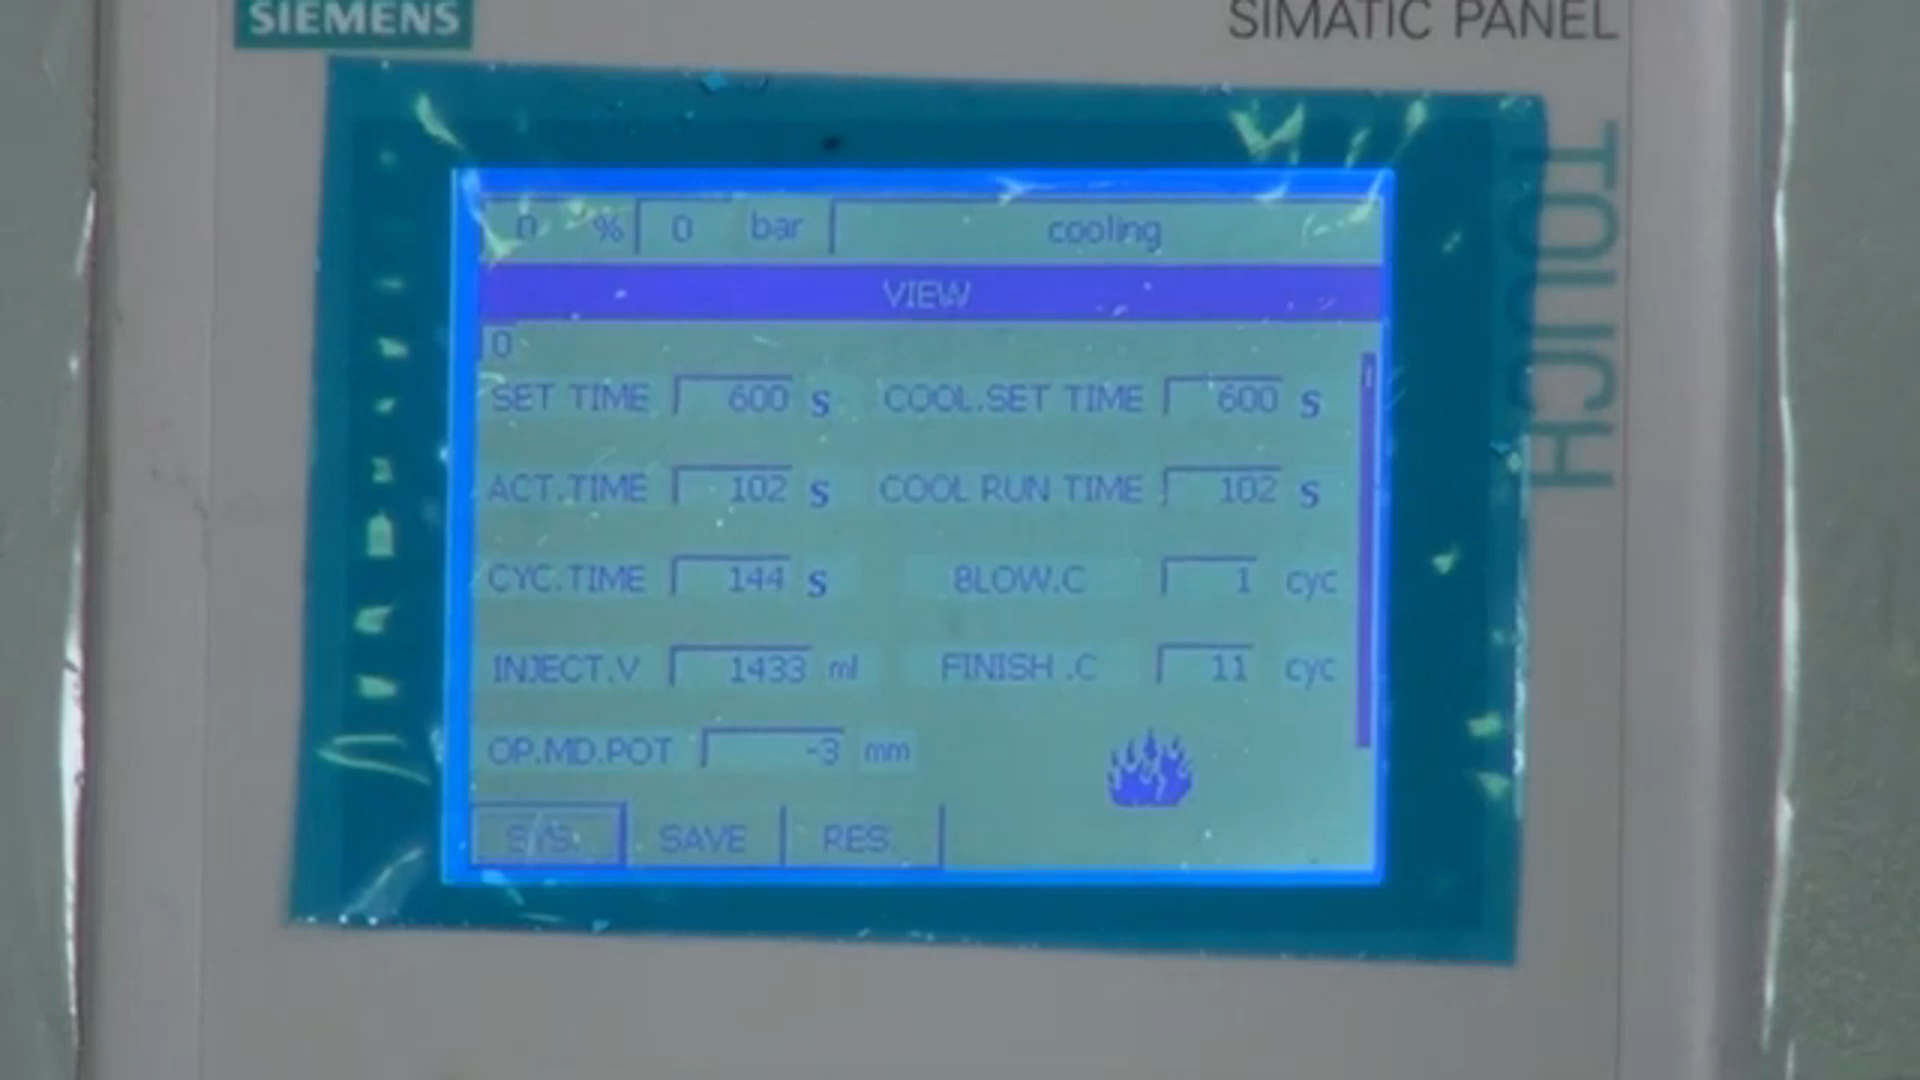 SIEMENS
SIMATIC PANEL
TOUCH
0 % 0 bar cooling
VIEW
0
SET TIME 600 s COOL.SET TIME 600 s
ACT.TIME 102 s COOL RUN TIME 102 s
CYC.TIME 144 s BLOW.C 1 cyc
INJECT.V 1433 ml FINISH .C 11 cyc
OP.MD.POT -3 mm
SYS. SAVE RES.